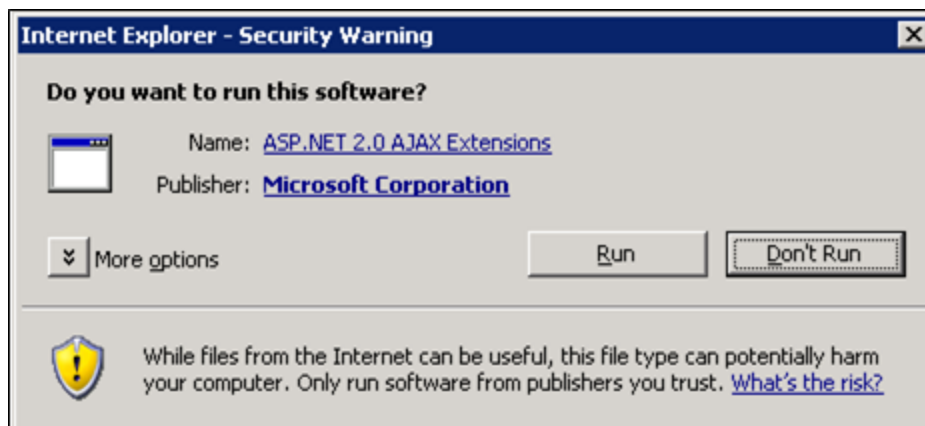 Internet Explorer - Security Warning
Do you want to run this software?
Name: ASP.NET 2.0 AJAX Extensions
Publisher: Microsoft Corporation
More options
Run
Don't Run
While files from the Internet can be useful, this file type can potentially harm
your computer. Only run software from publishers you trust. What's the risk?